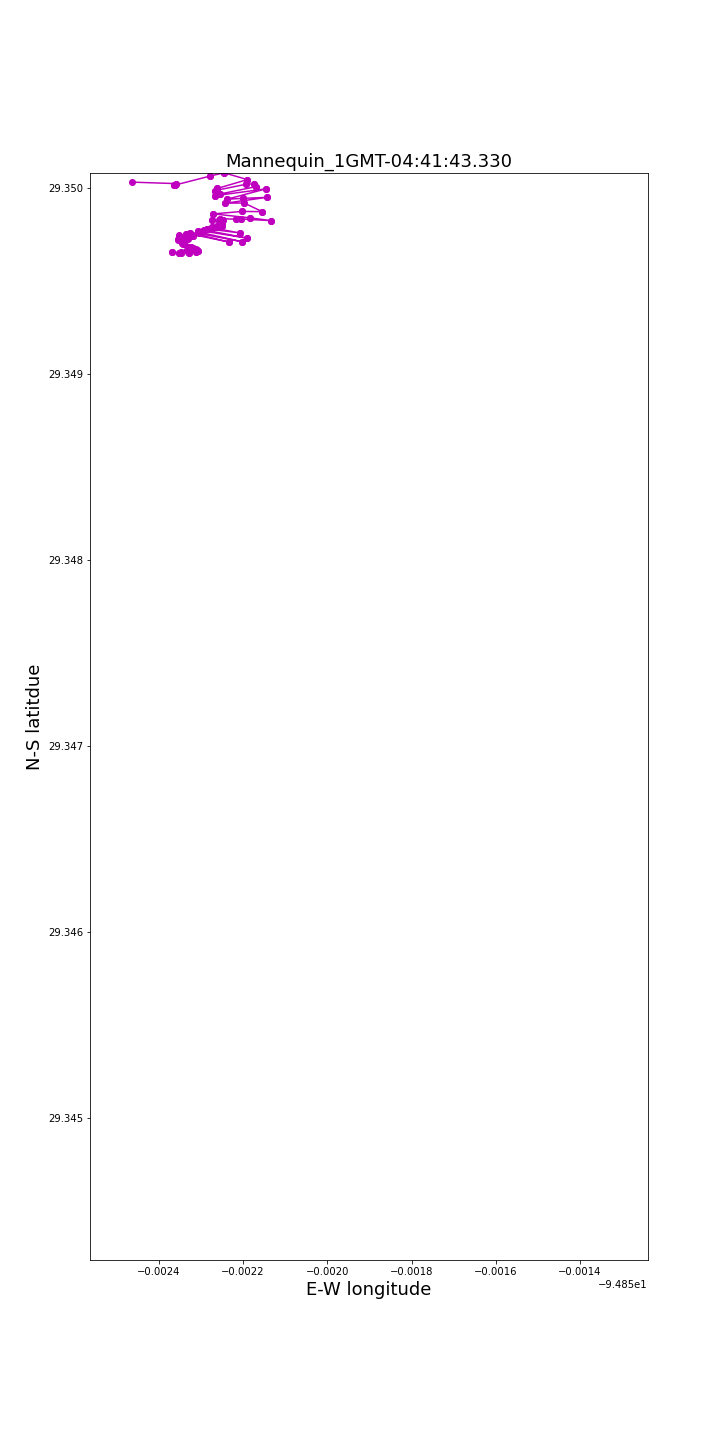 Mannequin_1GMT-04:41:43.330
29.350
29.349
29.348
29.347
29.346
29.345
N-S latitdue
−0.0024 −0.0022 −0.0020 −0.0018 −0.0016 −0.0014
−9.485e1
E-W longitude